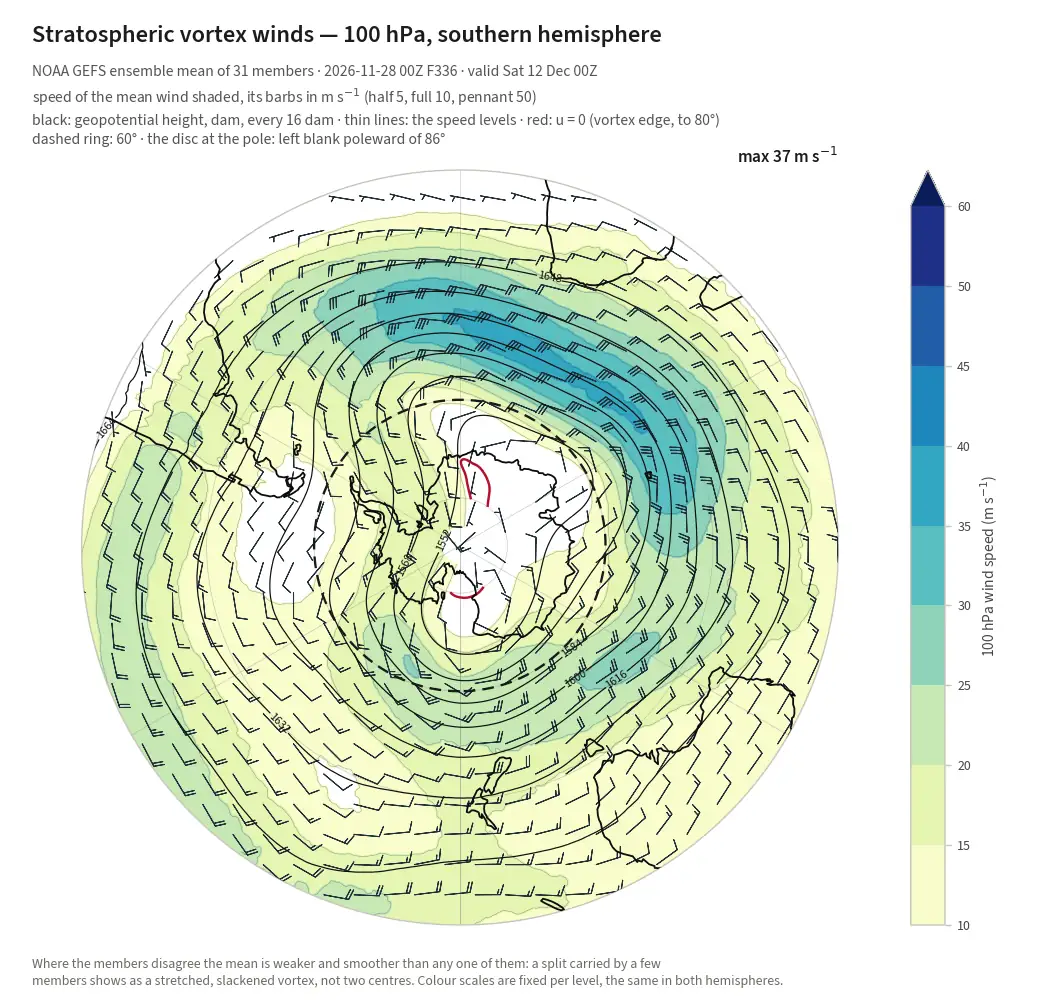 Stratospheric vortex winds — 100 hPa, southern hemisphere
NOAA GEFS ensemble mean of 31 members · 2026-11-28 00Z F336 · valid Sat 12 Dec 00Z
speed of the mean wind shaded, its barbs in m s⁻¹ (half 5, full 10, pennant 50)
black: geopotential height, dam, every 16 dam · thin lines: the speed levels · red: u = 0 (vortex edge, to 80°)
dashed ring: 60° · the disc at the pole: left blank poleward of 86°
max 37 m s⁻¹
60
50
45
40
35
30
25
20
15
10
100 hPa wind speed (m s⁻¹)
1648
1664
1552
1568
1584
1600
1616
1632
Where the members disagree the mean is weaker and smoother than any one of them: a split carried by a few
members shows as a stretched, slackened vortex, not two centres. Colour scales are fixed per level, the same in both hemispheres.